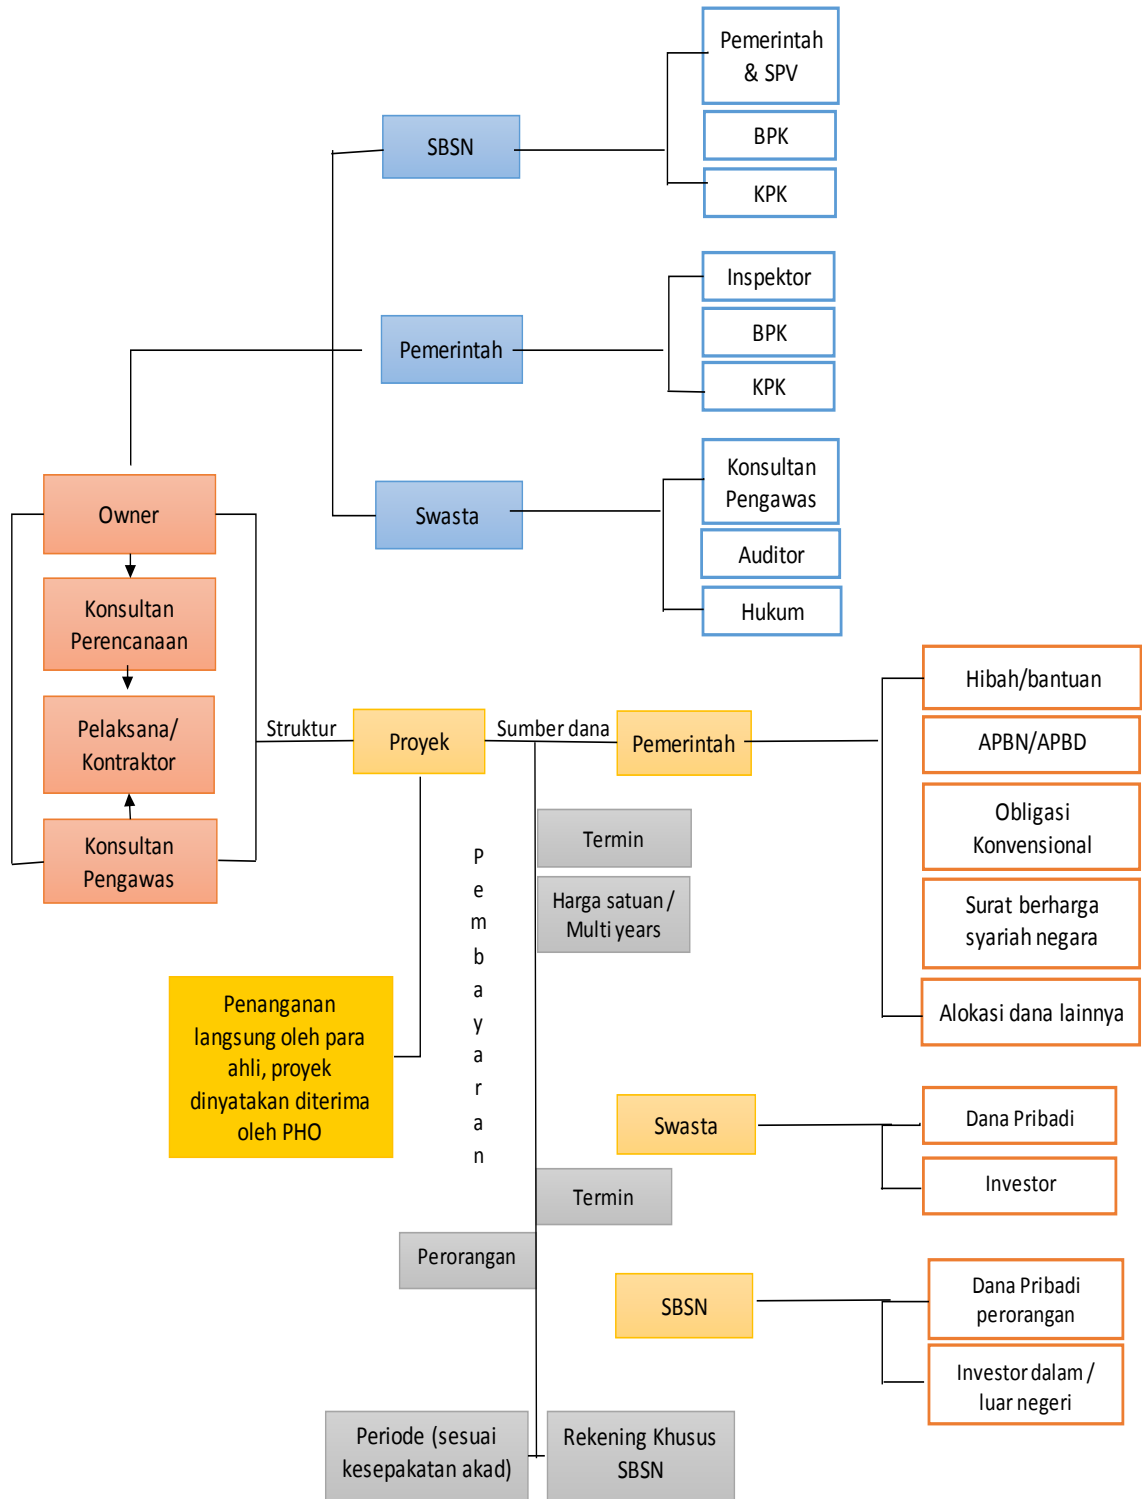 Pemerintah
& SPV
SBSN
BPK
KPK
Inspektor
Pemerintah
BPK
KPK
Konsultan
Pengawas
Swasta
Auditor
Hukum
Owner
Konsultan
Perencanaan
Pelaksana/
Kontraktor
Konsultan
Pengawas
Struktur
Proyek
Sumber dana
Pemerintah
Hibah/bantuan
APBN/APBD
Obligasi
Konvensional
Surat berharga
syariah negara
Alokasi dana lainnya
Termin
Harga satuan /
Multi years
P
e
m
b
a
y
a
r
a
n
Penanganan
langsung oleh para
ahli, proyek
dinyatakan diterima
oleh PHO
Swasta
Dana Pribadi
Investor
Termin
Perorangan
SBSN
Dana Pribadi
perorangan
Investor dalam /
luar negeri
Periode (sesuai
kesepakatan akad)
Rekening Khusus
SBSN